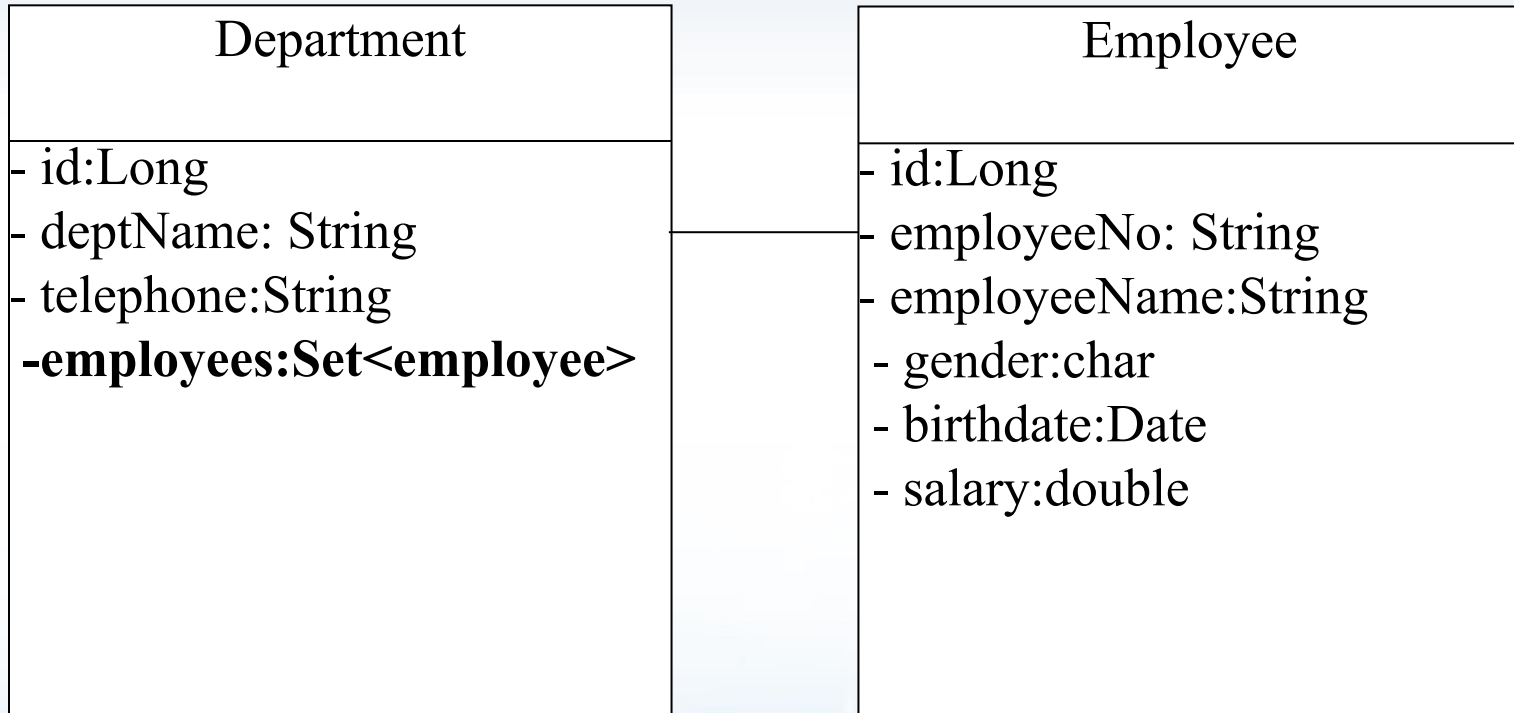 Department
- id:Long
- deptName: String
- telephone:String
-employees:Set<employee>
Employee
- id:Long
- employeeNo: String
- employeeName:String
- gender:char
- birthdate:Date
- salary:double